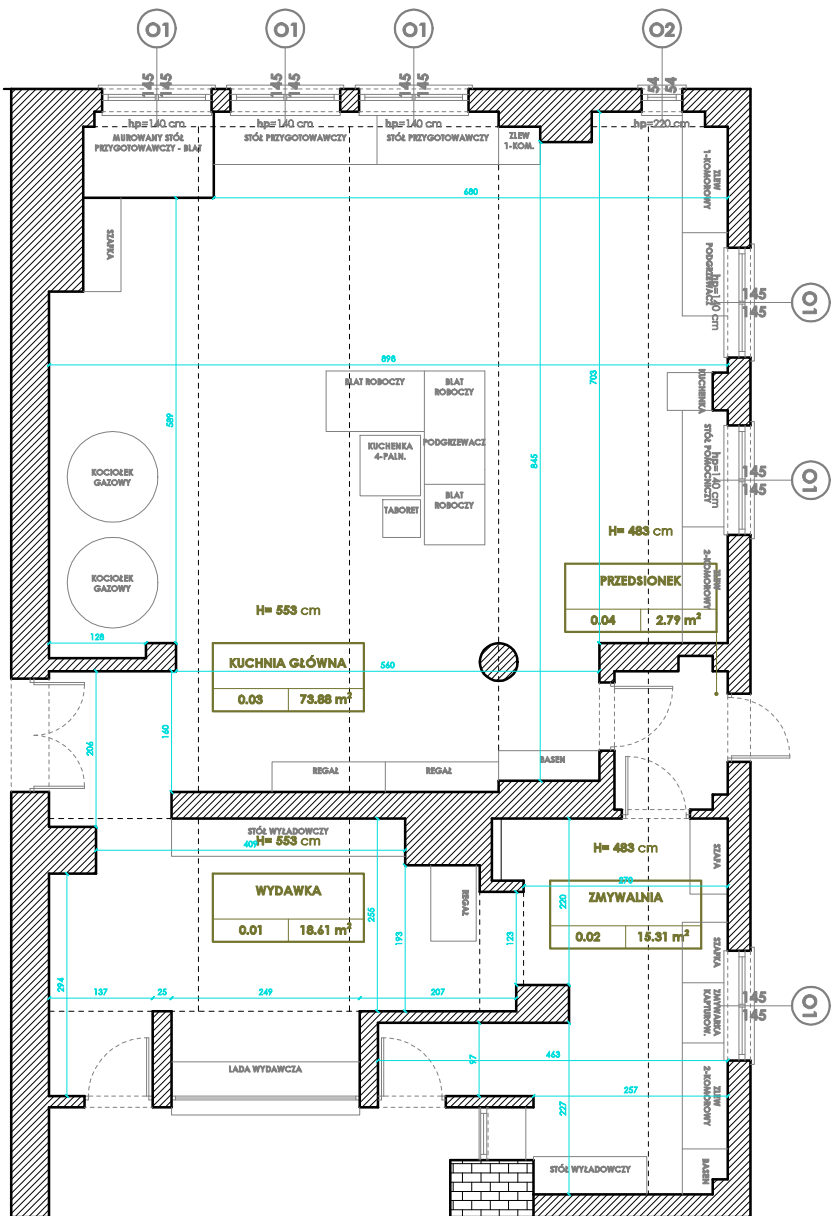 O1
O1
O1
O2
145
145
145
145
145
145
54
54
hp=140 cm
hp=140 cm
hp=140 cm
hp=220 cm
MUROWANY STÓŁ
PRZYGOTOWAWCZY - BLAT
STÓŁ PRZYGOTOWAWCZY
STÓŁ PRZYGOTOWAWCZY
ZLEW
1-KOM.
ZLEW
1-KOMOROWY
680
SZAFKA
PODGRZEWACZ
hp=140 cm
145
145
O1
898
703
589
845
BLAT ROBOCZY
BLAT
ROBOCZY
KUCHENKA
KUCHENKA
4-PALN.
PODGRZEWACZ
STÓŁ POMOCNICZY
hp=140 cm
145
145
O1
KOCIOŁEK
GAZOWY
BLAT
ROBOCZY
TABORET
H= 483 cm
KOCIOŁEK
GAZOWY
PRZEDSIONEK
0.04
2.79 m²
ZLEW
2-KOMOROWY
H= 553 cm
128
KUCHNIA GŁÓWNA
0.03
73.88 m²
560
206
160
REGAŁ
REGAŁ
BASEN
STÓŁ WYŁADOWCZY
409
H= 553 cm
H= 483 cm
SZAFA
WYDAWKA
0.01
18.61 m²
REGAŁ
270
ZMYWALNIA
0.02
15.31 m²
220
255
193
123
SZAFKA
294
137
25
249
207
ZMYWARKA
KAPTUROW.
145
145
O1
LADA WYDAWCZA
97
463
257
227
ZLEW
2-KOMOROWY
STÓŁ WYŁADOWCZY
BASEN